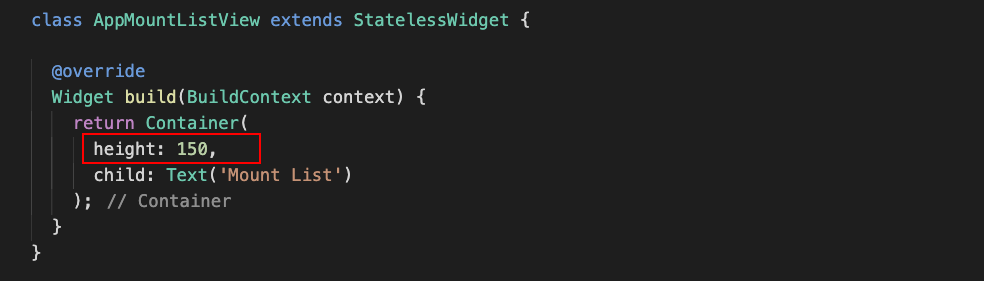 class AppMountListView extends StatelessWidget {
@override
Widget build(BuildContext context) {
return Container(
height: 150,
child: Text('Mount List')
); // Container
}
}